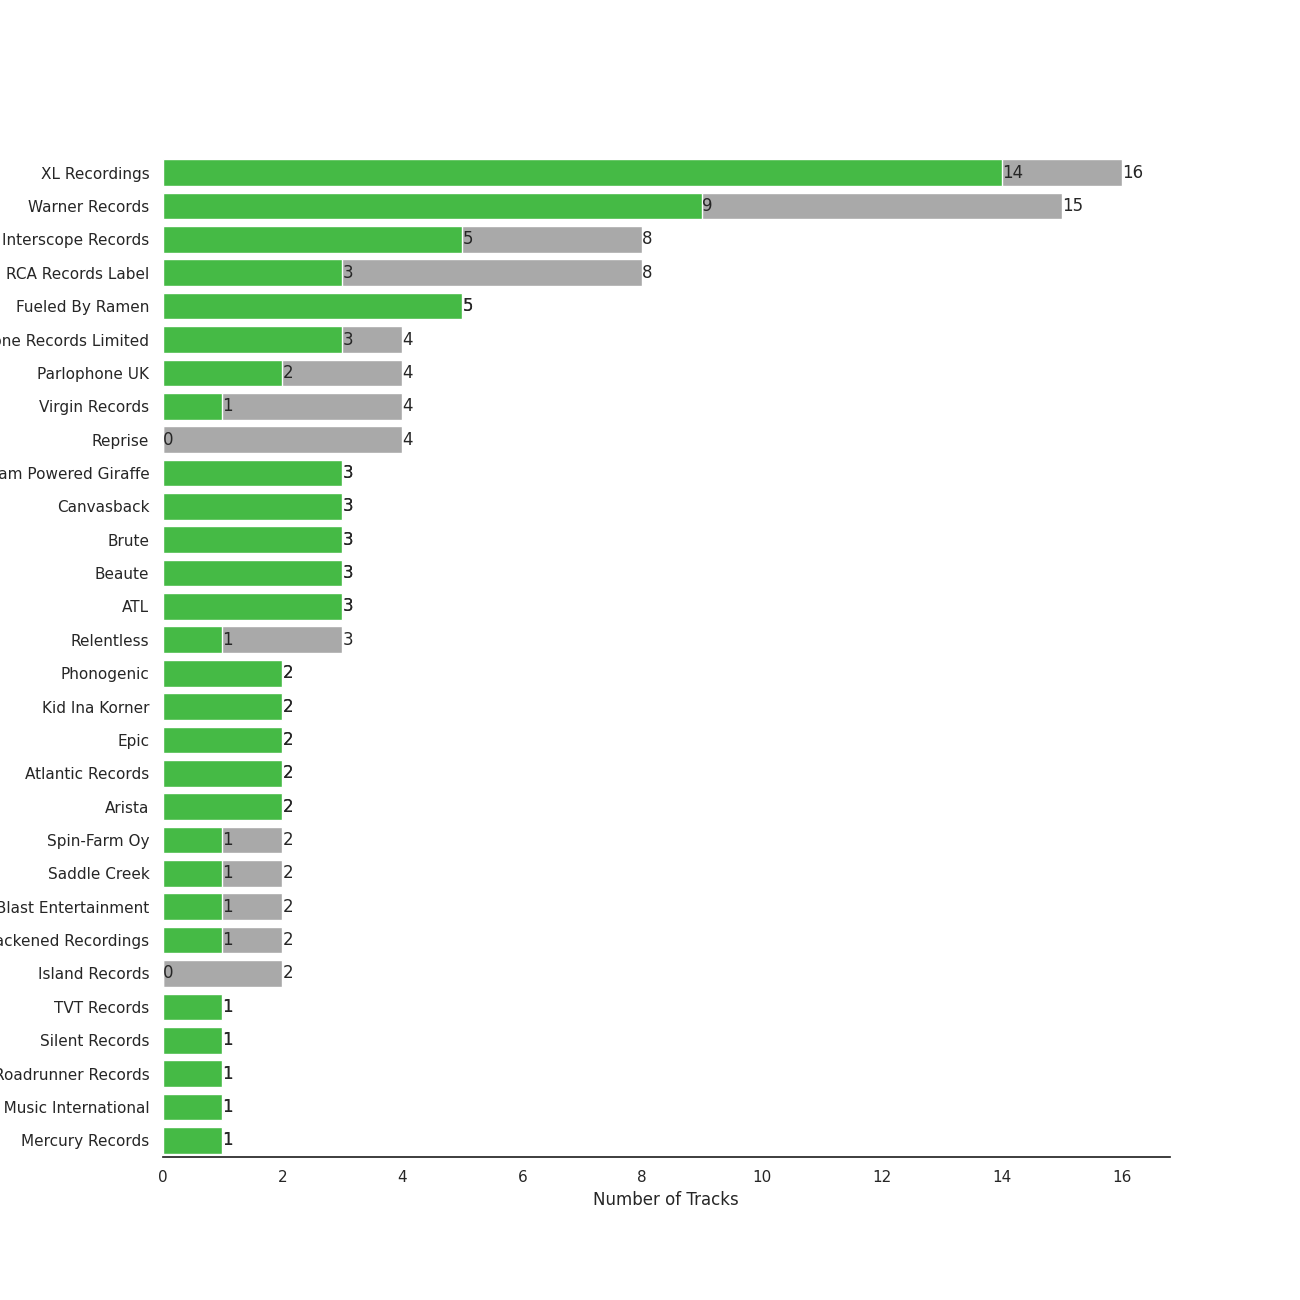 XL Recordings 14 16
Warner Records 9 15
Interscope Records 5 8
RCA Records Label 3 8
Fueled By Ramen 5
Records Limited 3 4
Parlophone UK 2 4
Virgin Records 1 4
Reprise 0 4
Powered Giraffe 3
Canvasback 3
Brute 3
Beaute 3
ATL 3
Relentless 1 3
Phonogenic 2
Kid Ina Korner 2
Epic 2
Atlantic Records 2
Arista 2
Spin-Farm Oy 1 2
Saddle Creek 1 2
Blast Entertainment 1 2
Recordings 1 2
Island Records 0 2
TVT Records 1
Silent Records 1
Roadrunner Records 1
Music International 1
Mercury Records 1
0 2 4 6 8 10 12 14 16
Number of Tracks